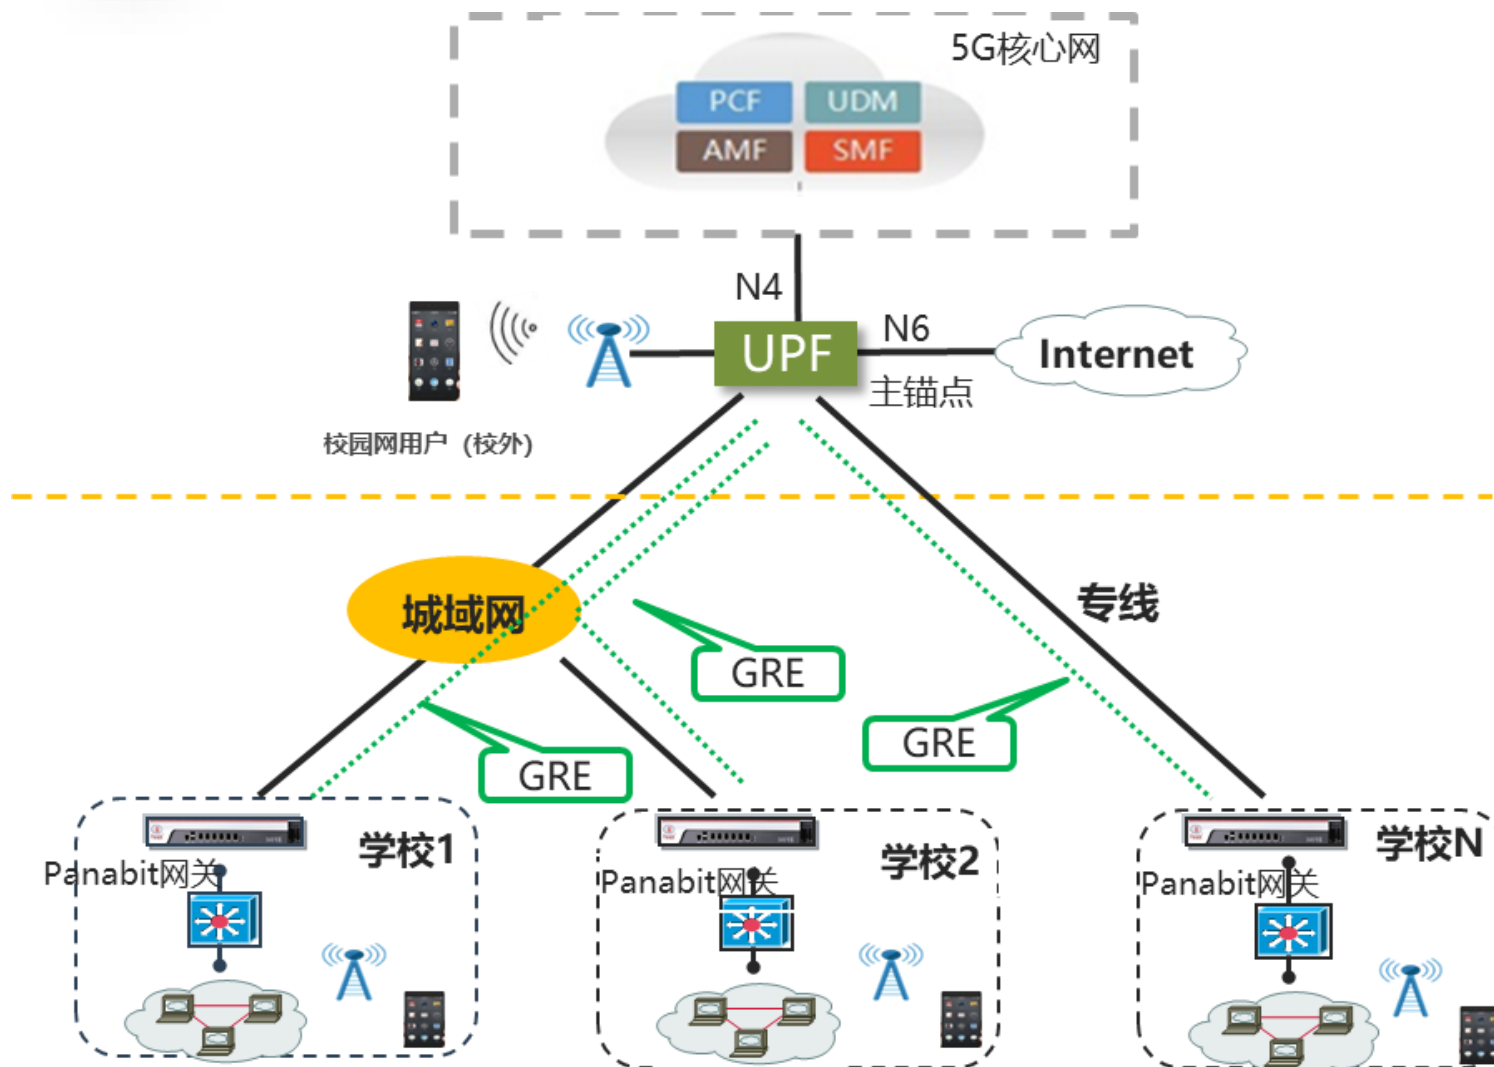 5G核心网
PCF
UDM
AMF
SMF
N4
N6
UPF
Internet
主锚点
校园网用户 (校外)
城域网
专线
GRE
GRE
GRE
学校1
Panabit网关
学校2
Panabit网关
学校N
Panabit网关